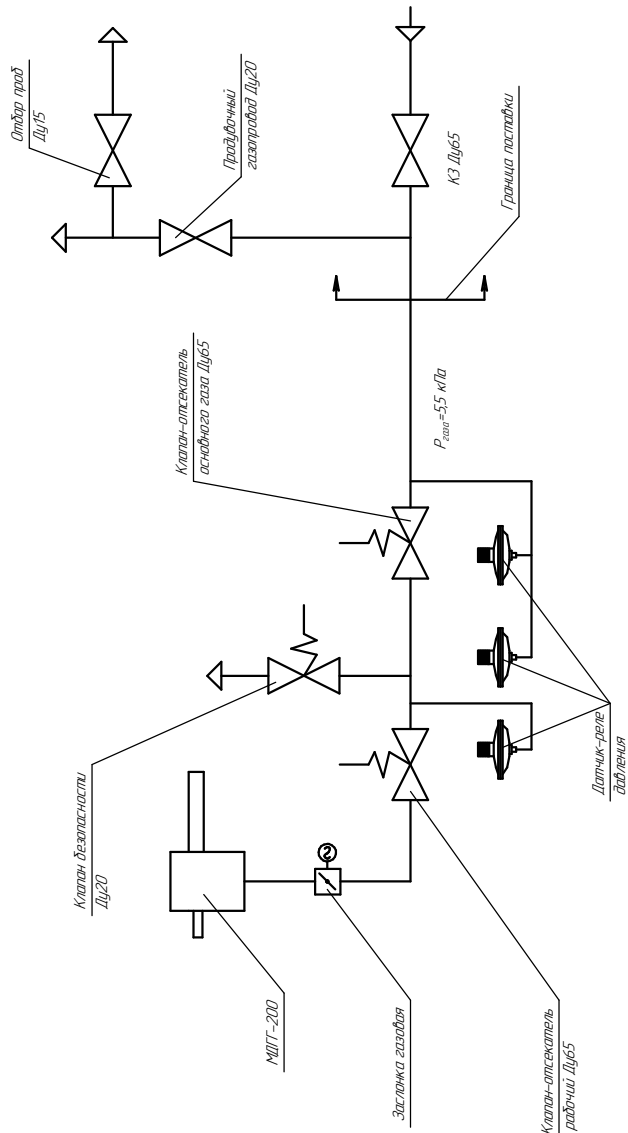 МДГГ-200
Заслонка газовая
Клапан-отсекатель
рабочий Ду65
Клапан безопасности
Ду20
Датчик-реле
давления
Клапан-отсекатель
основного газа Ду65
Pгаза=5,5 кПа
Граница поставки
Продувочный
газопровод Ду20
КЗ Ду65
Отбор проб
Ду15